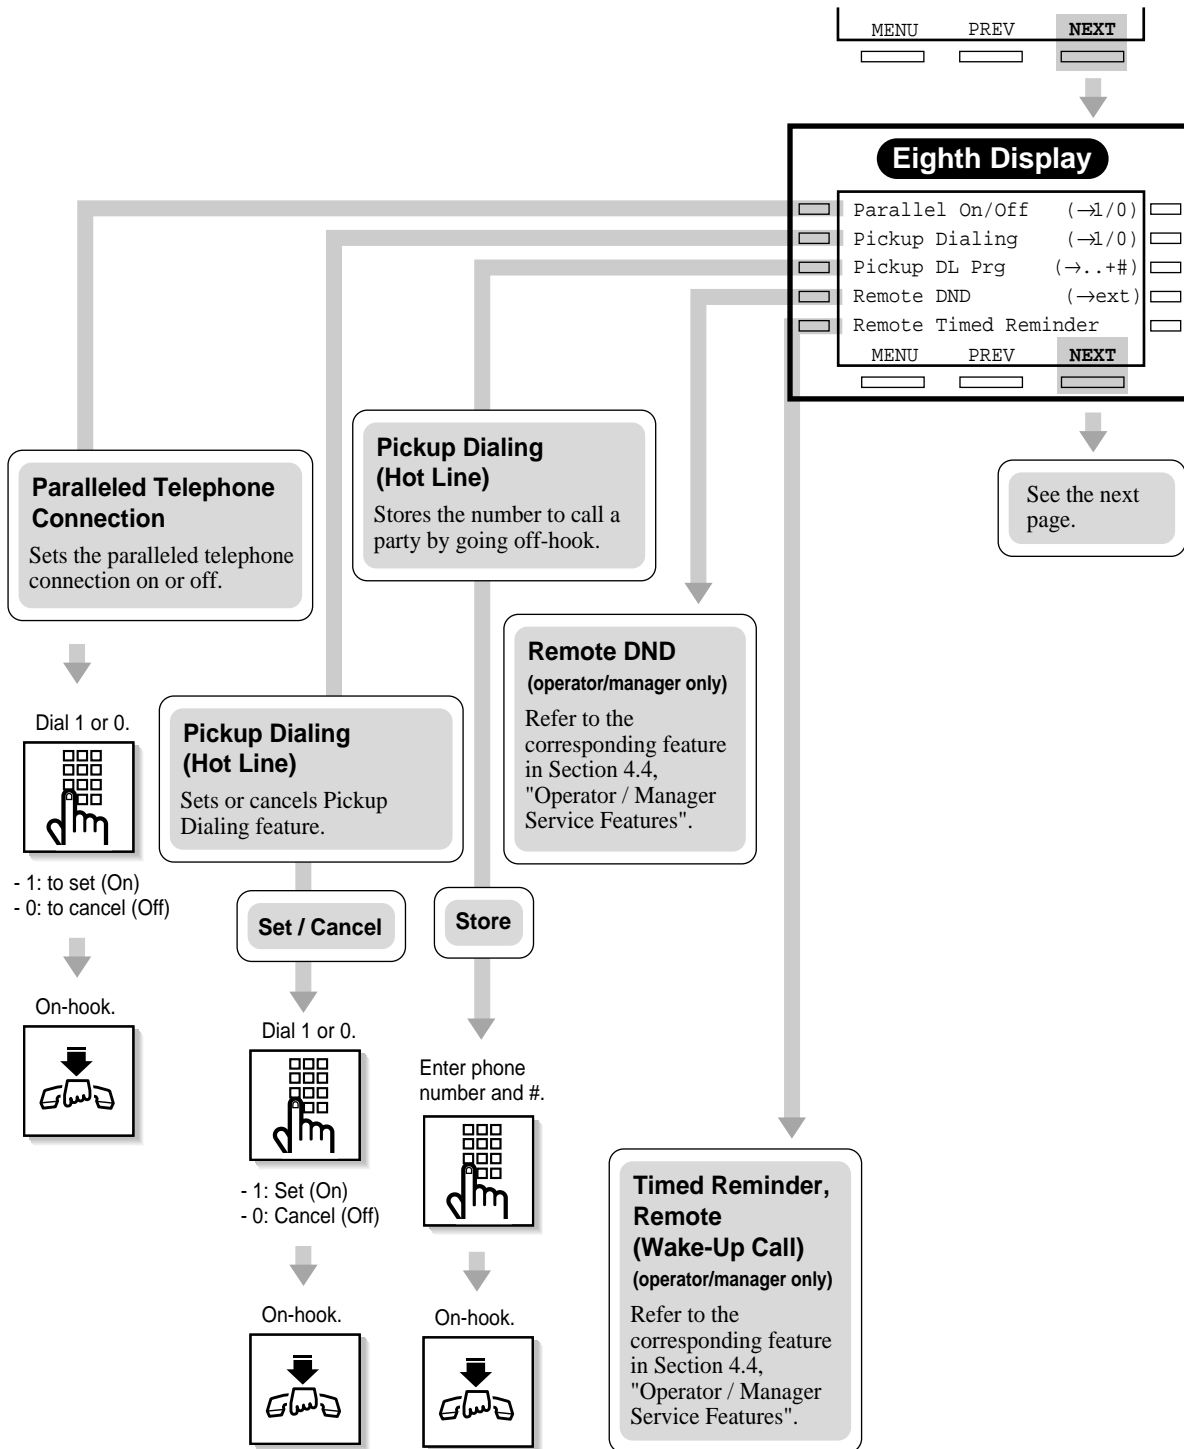 MENU PREV NEXT
Eighth Display
Parallel On/Off (→1/0)
Pickup Dialing (→1/0)
Pickup DL Prg (→..+#)
Remote DND (→ext)
Remote Timed Reminder
MENU PREV NEXT
See the next
page.
Paralleled Telephone
Connection
Sets the paralleled telephone
connection on or off.
Dial 1 or 0.
- 1: to set (On)
- 0: to cancel (Off)
On-hook.
Pickup Dialing
(Hot Line)
Sets or cancels Pickup
Dialing feature.
Set / Cancel
Dial 1 or 0.
- 1: Set (On)
- 0: Cancel (Off)
On-hook.
Pickup Dialing
(Hot Line)
Stores the number to call a
party by going off-hook.
Store
Enter phone
number and #.
On-hook.
Remote DND
(operator/manager only)
Refer to the
corresponding feature
in Section 4.4,
"Operator / Manager
Service Features".
Timed Reminder,
Remote
(Wake-Up Call)
(operator/manager only)
Refer to the
corresponding feature
in Section 4.4,
"Operator / Manager
Service Features".